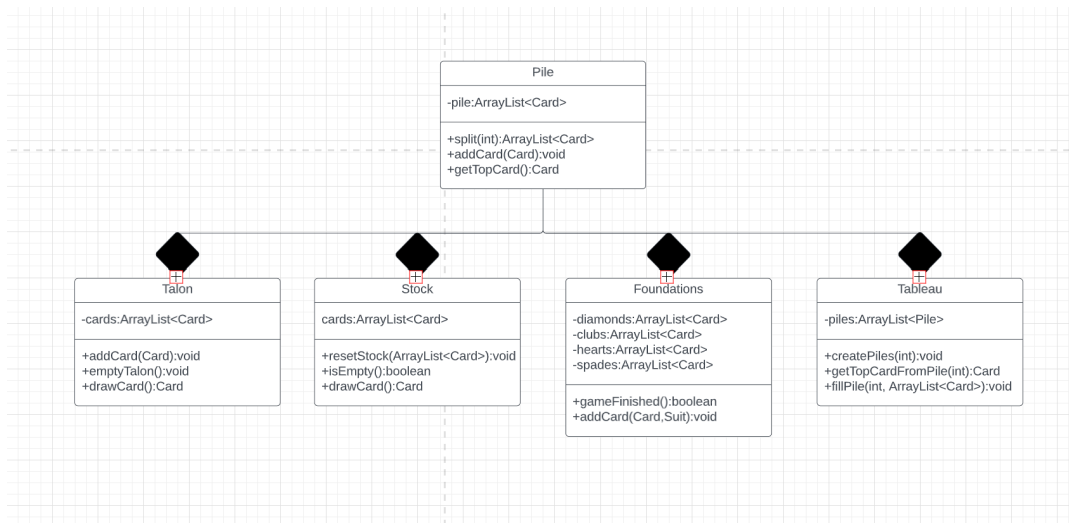 Pile
-pile:ArrayList<Card>
+split(int):ArrayList<Card>
+addCard(Card):void
+getTopCard():Card
Talon
-cards:ArrayList<Card>
+addCard(Card):void
+emptyTalon():void
+drawCard():Card
Stock
cards:ArrayList<Card>
+resetStock(ArrayList<Card>):void
+isEmpty():boolean
+drawCard():Card
Foundations
-diamonds:ArrayList<Card>
-clubs:ArrayList<Card>
-hearts:ArrayList<Card>
-spades:ArrayList<Card>
+gameFinished():boolean
+addCard(Card,Suit):void
Tableau
-piles:ArrayList<Pile>
+createPiles(int):void
+getTopCardFromPile(int):Card
+fillPile(int, ArrayList<Card>):void